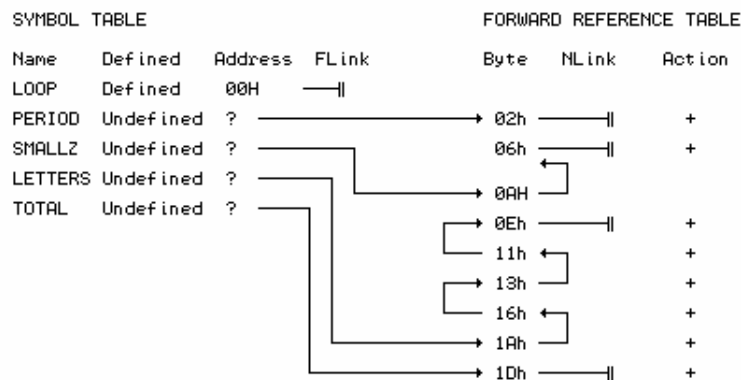 SYMBOL TABLE FORWARD REFERENCE TABLE
Name Defined Address FLink Byte NLink Action
LOOP Defined 00H
PERIOD Undefined ? 02h +
SMALLZ Undefined ? 06h +
LETTERS Undefined ? 0AH
TOTAL Undefined ? 0Eh +
11h +
13h +
16h +
1Ah +
1Dh +